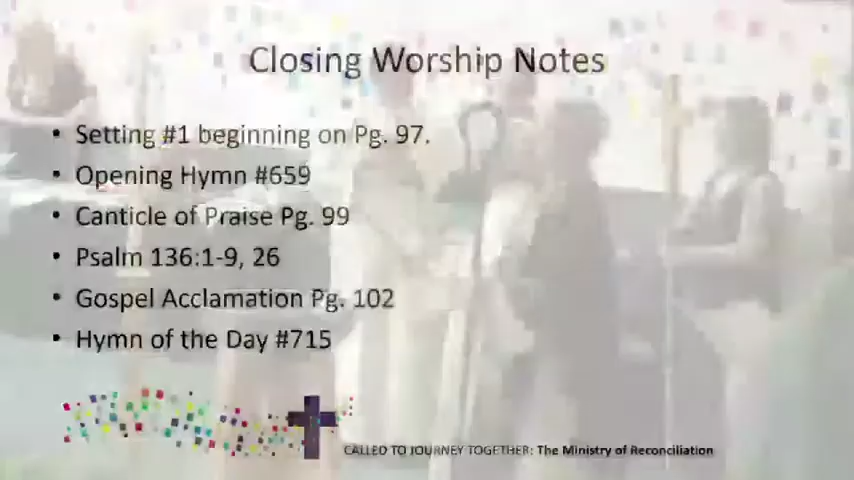 Closing Worship Notes
• Setting #1 beginning on Pg. 97.
• Opening Hymn #659
• Canticle of Praise Pg. 99
• Psalm 136:1-9, 26
• Gospel Acclamation Pg. 102
• Hymn of the Day #715
CALLED TO JOURNEY TOGETHER: The Ministry of Reconciliation